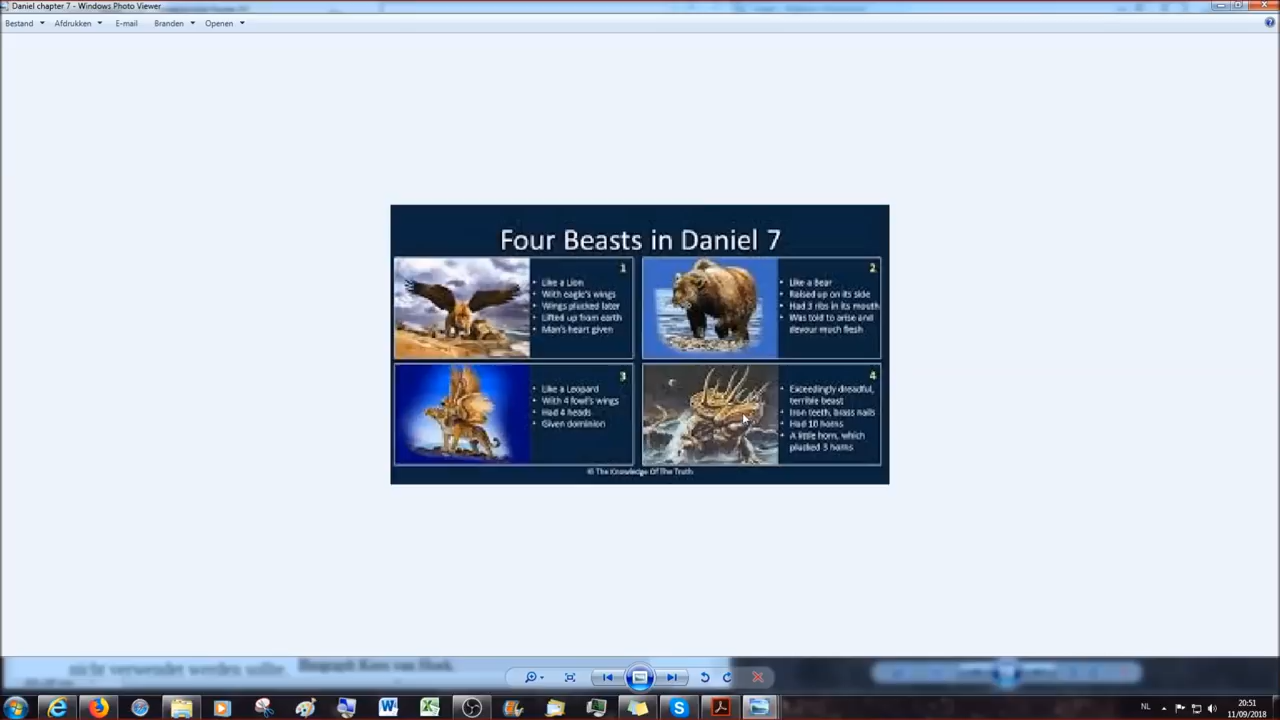 Daniel chapter 7 - Windows Photo Viewer
Bestand Afdrukken E-mail Branden Openen
Four Beasts in Daniel 7
1
• Like a Lion
• With eagle's wings
• Wings plucked later
• Lifted up from earth
• Man's heart given
2
• Like a Bear
• Raised up on its side
• Had 3 ribs in its mouth
• Was told to arise and
devour much flesh
3
• Like a Leopard
• With 4 fowl's wings
• Had 4 heads
• Given dominion
4
• Exceedingly dreadful,
terrible beast
• Iron teeth, brass nails
• Had 10 horns
• A little horn, which
plucked 3 horns
© The Knowledge Of The Truth
nicht verwendet werden sollte.
NL
20:51
11/09/2018